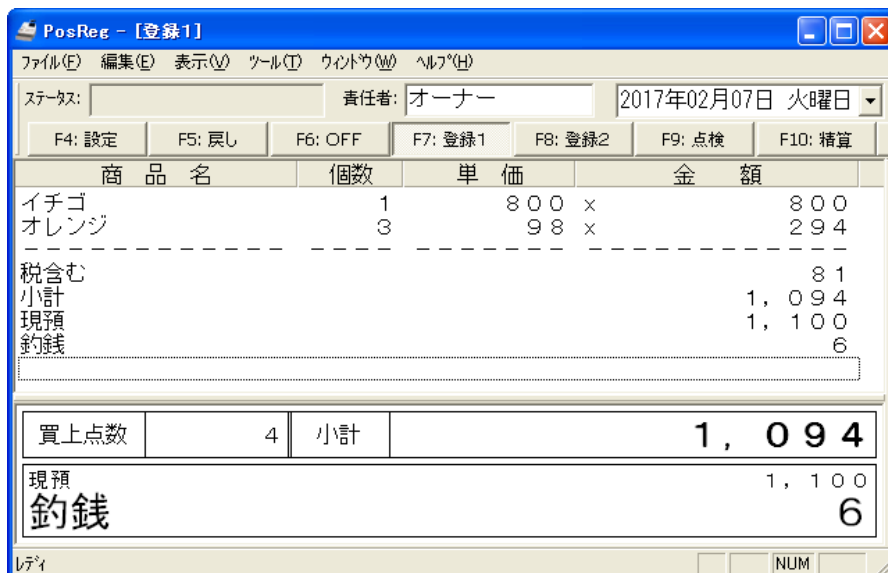 PosReg - [登録1]
ファイル(F) 編集(E) 表示(V) ツール(T) ウィンドウ(W) ヘルプ(H)
ステータス: 責任者: オーナー 2017年02月07日 火曜日
F4: 設定 F5: 戻し F6: OFF F7: 登録1 F8: 登録2 F9: 点検 F10: 精算
商 品 名 個数 単 価 金 額
イチゴ 1 800 × 800
オレンジ 3 98 × 294
税含む 81
小計 1,094
現預 1,100
釣銭 6
買上点数 4 小計 1,094
現預 1,100
釣銭 6
レディ NUM